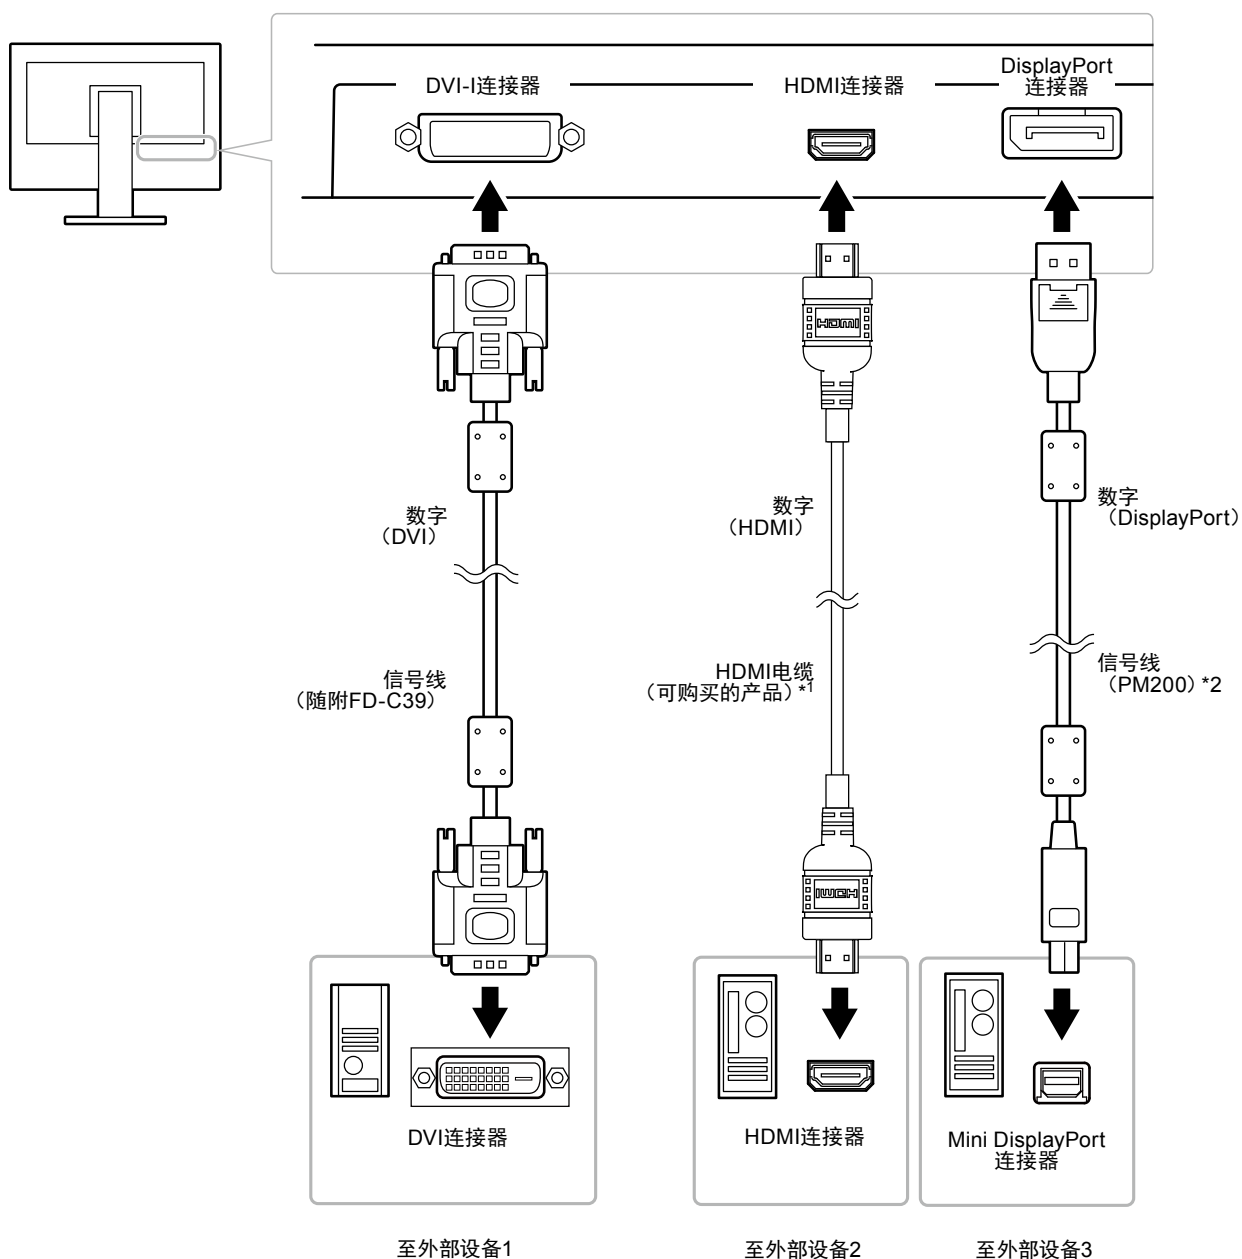 DVI-I连接器
HDMI连接器
DisplayPort
连接器
HDMI
数字
（DVI）
数字
（HDMI）
数字
（DisplayPort）
信号线
（随附FD-C39）
HDMI电缆
（可购买的产品）*1
信号线
（PM200）*2
HDMI
DVI连接器
HDMI连接器
Mini DisplayPort
连接器
至外部设备1
至外部设备2
至外部设备3